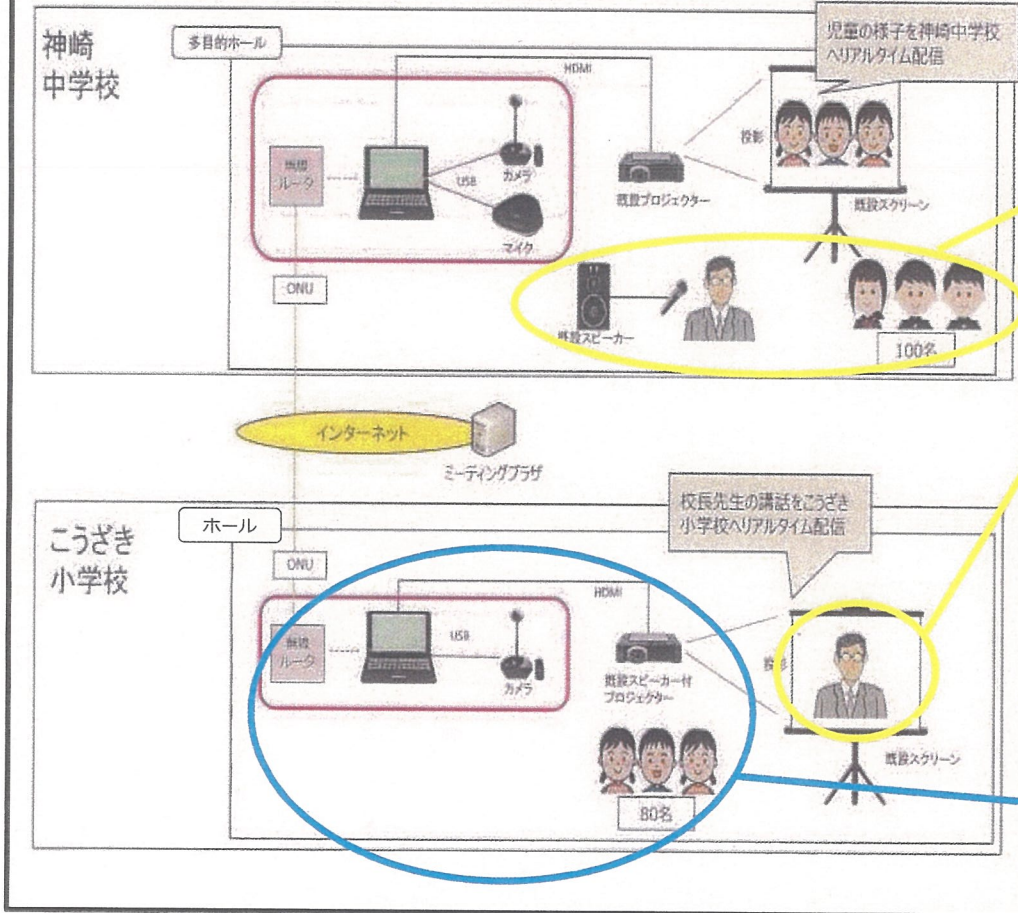 神崎
中学校
多目的ホール
児童の様子を神崎中学校
へリアルタイム配信
HDMI
無線
ルータ
USB
カメラ
マイク
投影
既設プロジェクター
既設スクリーン
ONU
既設スピーカー
100名
インターネット
ミーティングプラザ
こうざき
小学校
ホール
校長先生の講話をこうざき
小学校へリアルタイム配信
ONU
HDMI
無線
ルータ
USB
カメラ
既設スピーカー付
プロジェクター
投影
既設スクリーン
80名